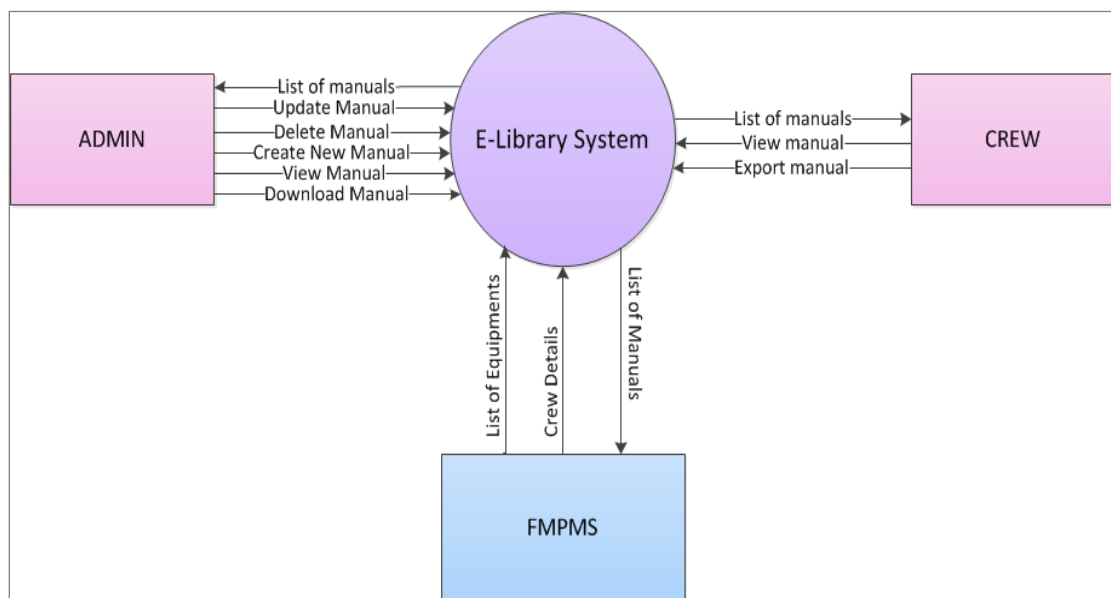 ADMIN
List of manuals
Update Manual
Delete Manual
Create New Manual
View Manual
Download Manual
E-Library System
List of manuals
View manual
Export manual
CREW
List of Equipments
Crew Details
List of Manuals
FMPMS